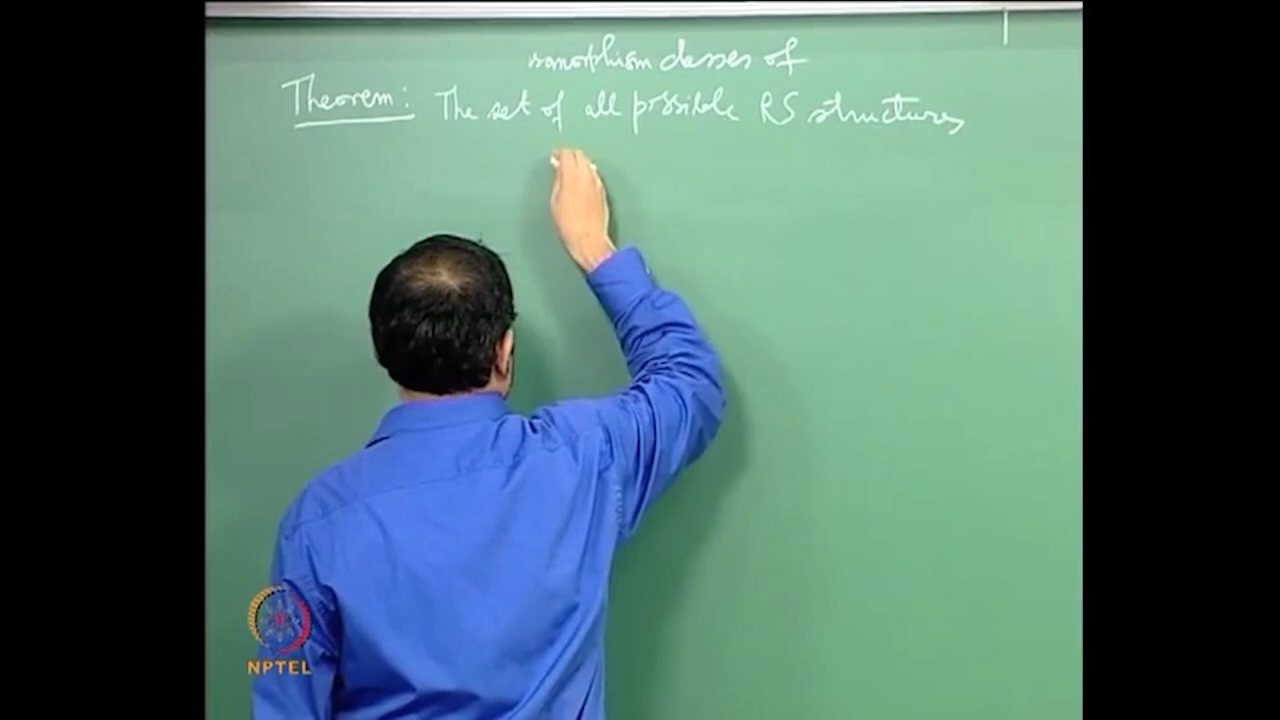 isomorphism classes of
Theorem: The set of all possible RS structures
NPTEL